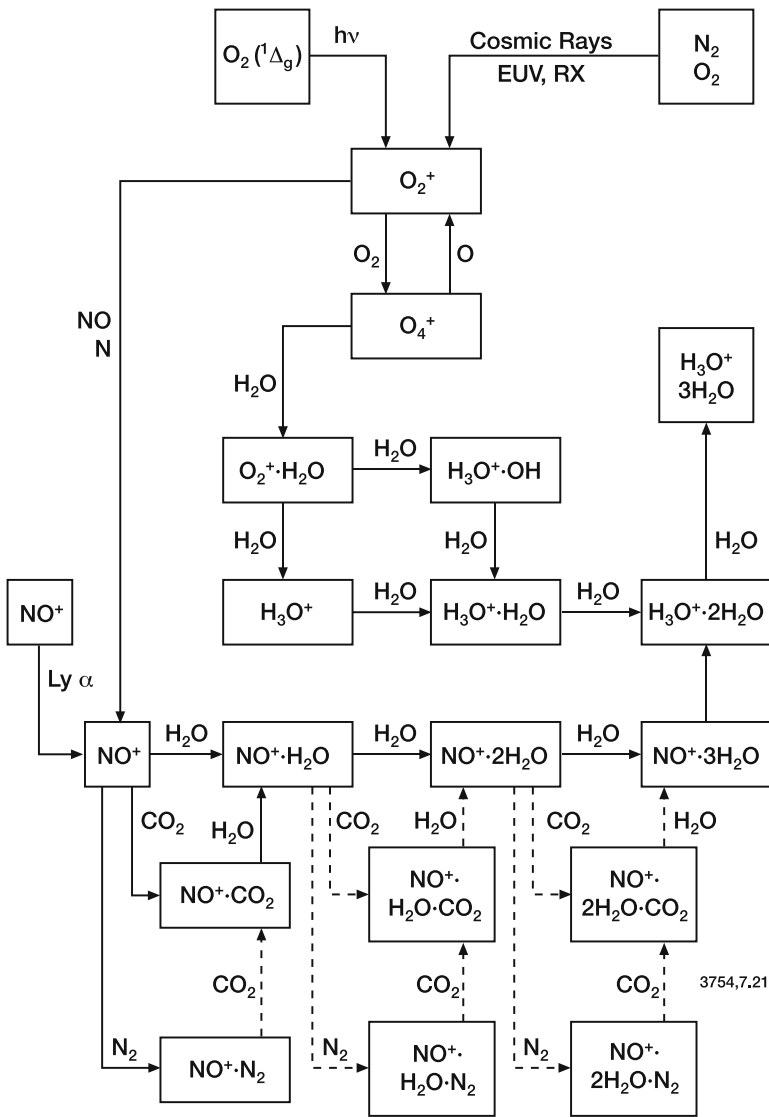 O₂ (¹Δg)
hν
Cosmic Rays
EUV, RX
N₂
O₂
O₂⁺
O₂
O
NO
N
O₄⁺
H₂O
H₃O⁺
3H₂O
O₂⁺·H₂O
H₂O
H₃O⁺·OH
H₂O
H₂O
H₂O
NO⁺
H₃O⁺
H₂O
H₃O⁺·H₂O
H₂O
H₃O⁺·2H₂O
Ly α
NO⁺
H₂O
NO⁺·H₂O
H₂O
NO⁺·2H₂O
H₂O
NO⁺·3H₂O
CO₂
H₂O
CO₂
H₂O
CO₂
H₂O
NO⁺·CO₂
NO⁺·
H₂O·CO₂
NO⁺·
2H₂O·CO₂
CO₂
CO₂
CO₂
3754,7.21
N₂
NO⁺·N₂
N₂
NO⁺·
H₂O·N₂
N₂
NO⁺·
2H₂O·N₂